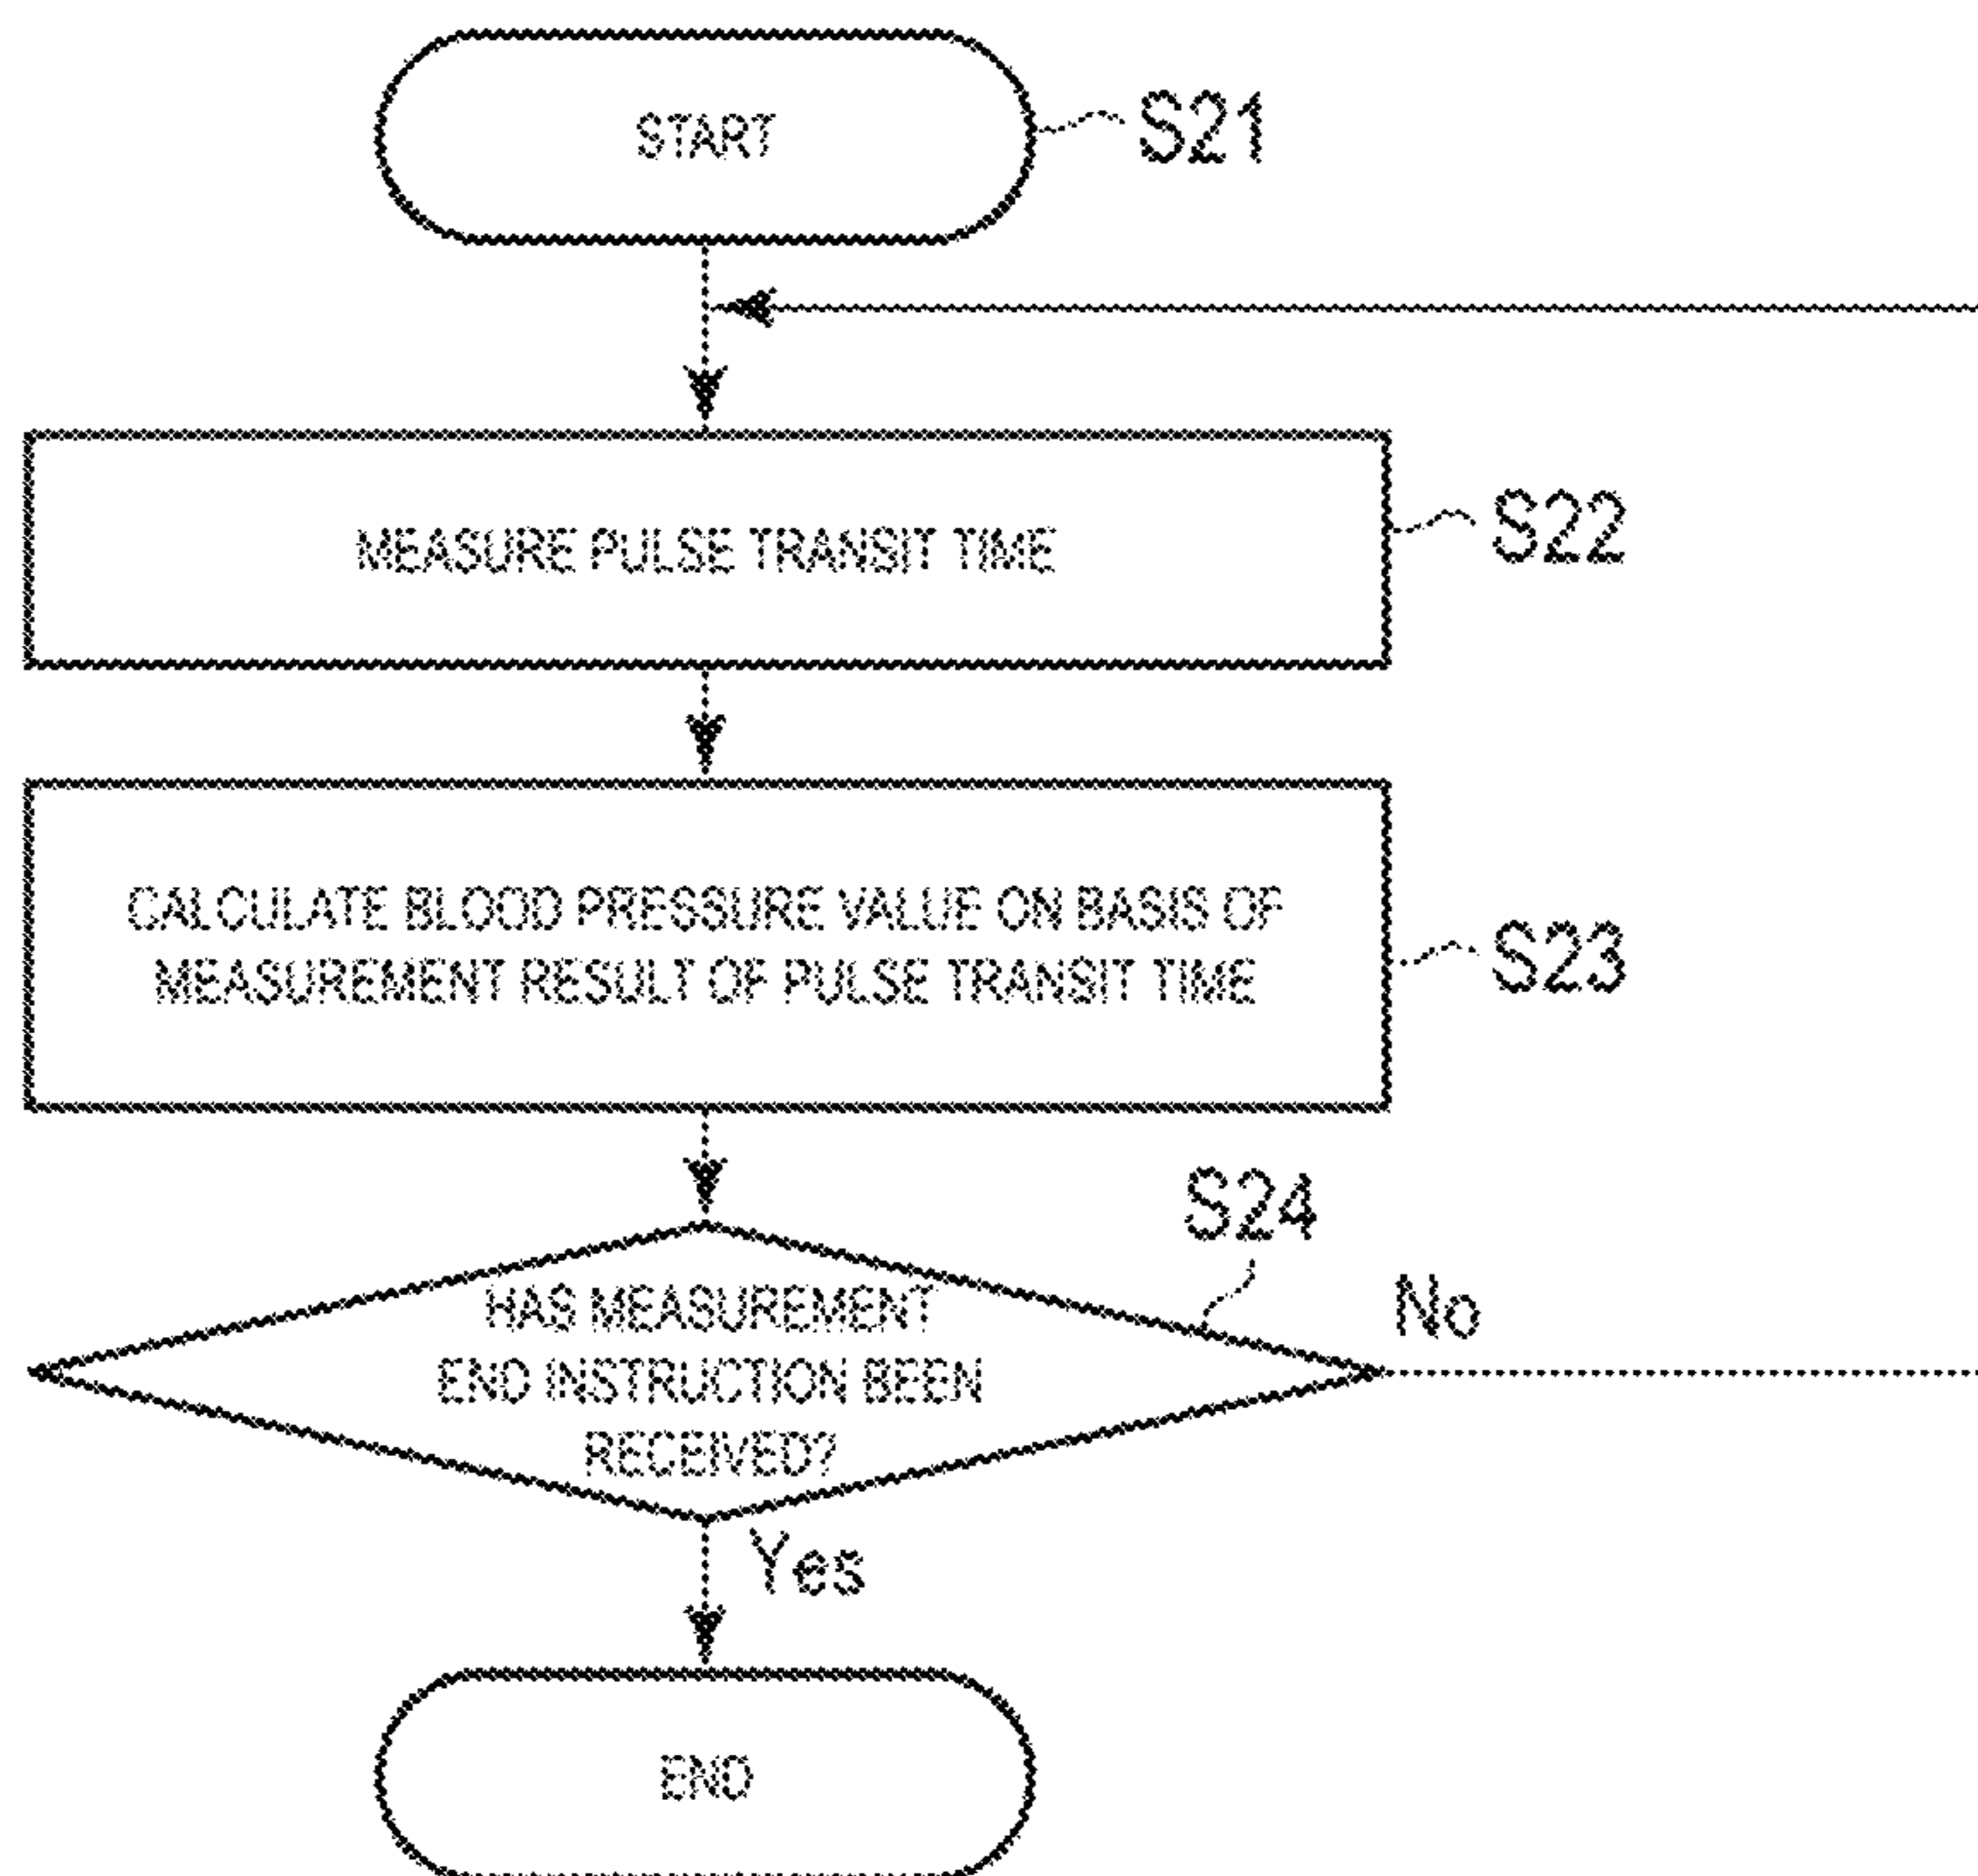 START
S21
MEASURE PULSE TRANSIT TIME
S22
CALCULATE BLOOD PRESSURE VALUE ON BASIS OF
MEASUREMENT RESULT OF PULSE TRANSIT TIME
S23
S24
HAS MEASUREMENT
END INSTRUCTION BEEN
RECEIVED?
No
Yes
END